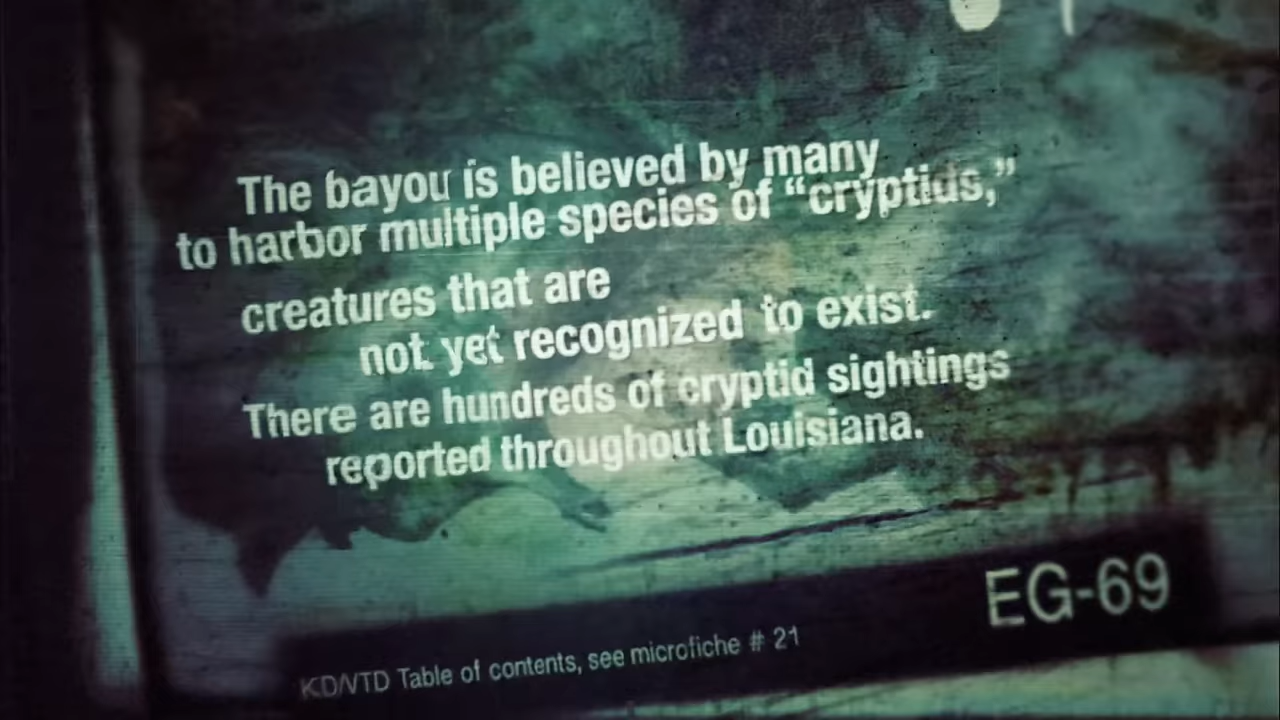 The bayou is believed by many
to harbor multiple species of “cryptids,”
creatures that are
not yet recognized to exist.
There are hundreds of cryptid sightings
reported throughout Louisiana.
EG-69
KD/VTD Table of contents, see microfiche # 21